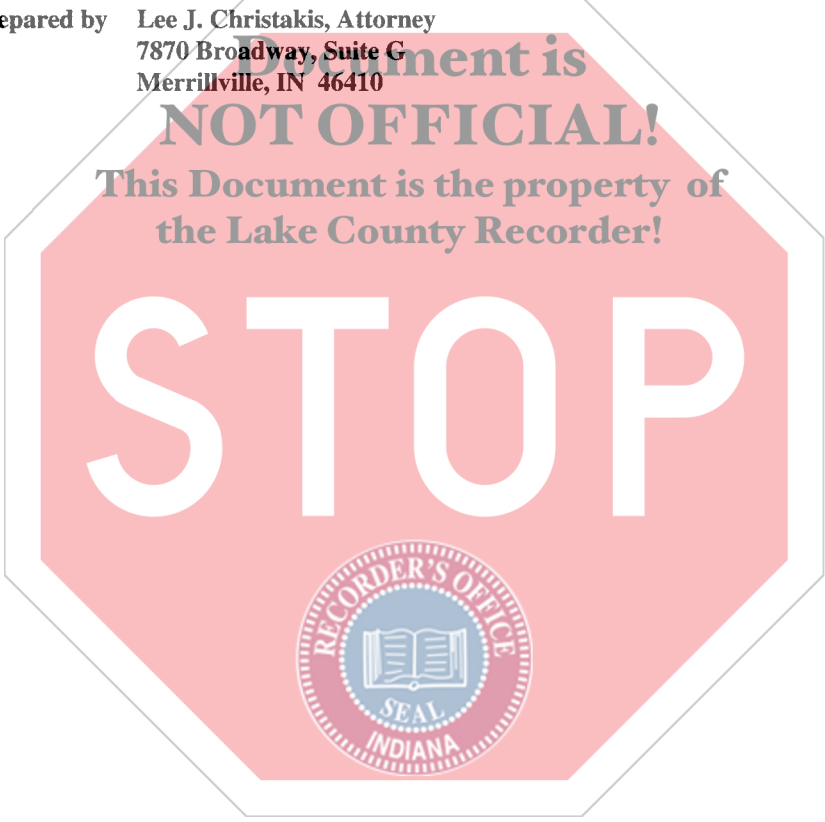 epared by Lee J. Christakis, Attorney
7870 Broadway, Suite G
Merrillville, IN 46410
Document is
NOT OFFICIAL!
This Document is the property of
the Lake County Recorder!
STOP
RECORDER'S OFFICE
SEAL
INDIANA